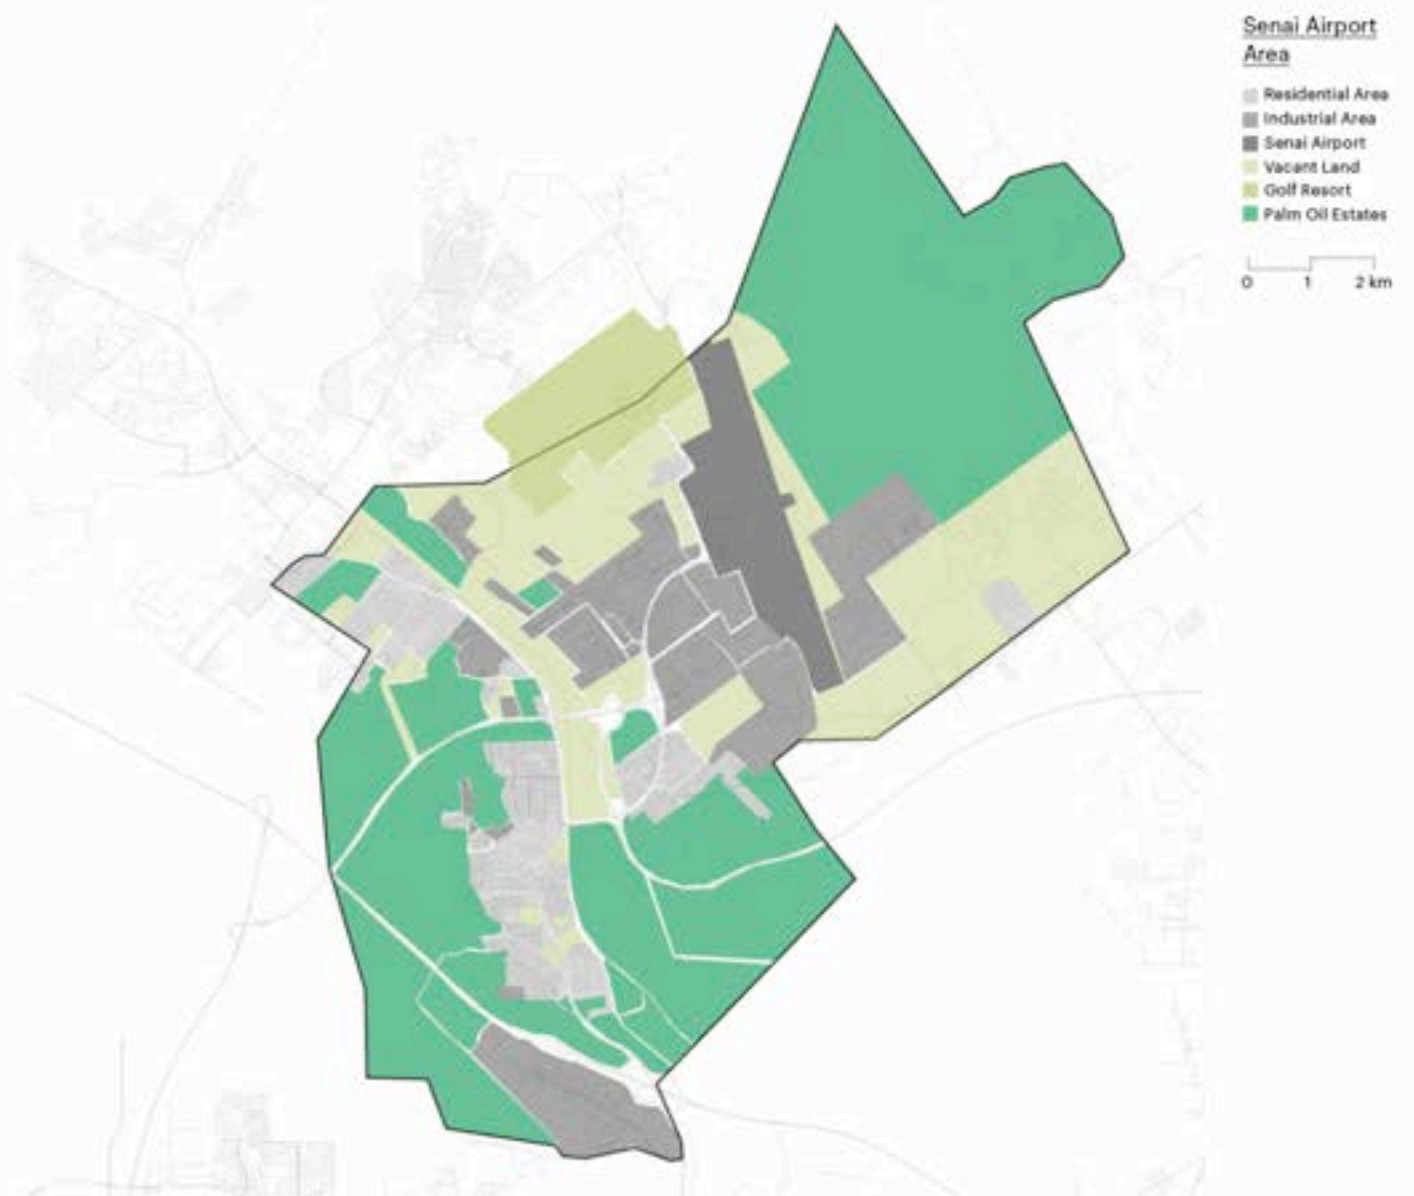 Senai Airport
Area
Residential Area
Industrial Area
Senai Airport
Vacant Land
Golf Resort
Palm Oil Estates
0 1 2 km